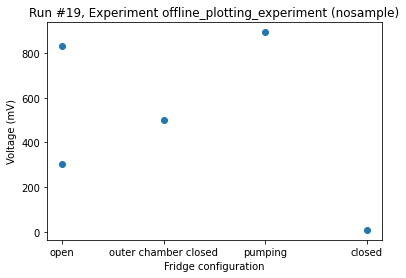 Run #19, Experiment offline_plotting_experiment (nosample)
800
600
400
200
0
Voltage (mV)
open
outer chamber closed
pumping
closed
Fridge configuration